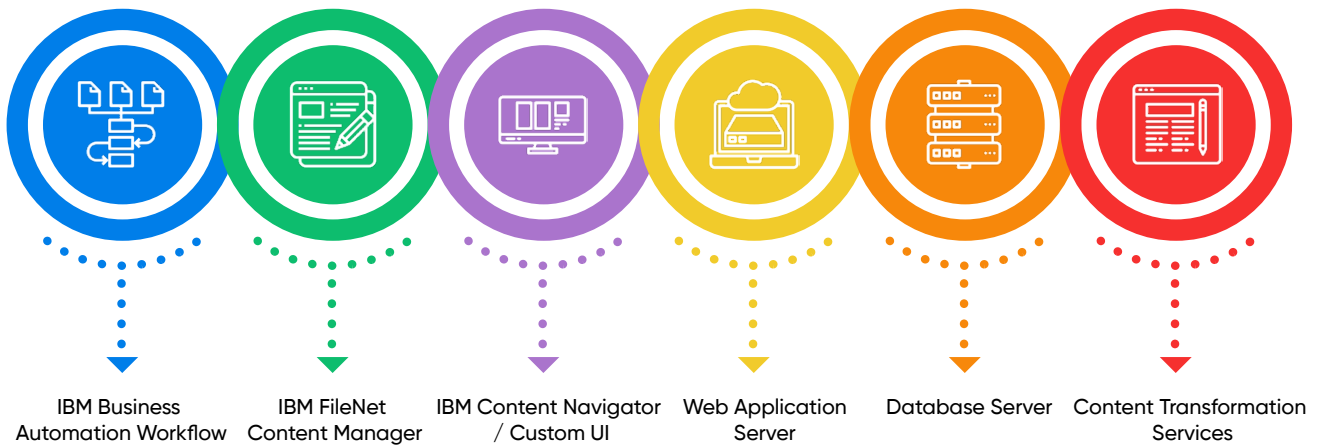 IBM Business
Automation Workflow
IBM FileNet
Content Manager
IBM Content Navigator
/ Custom UI
Web Application
Server
Database Server
Content Transformation
Services